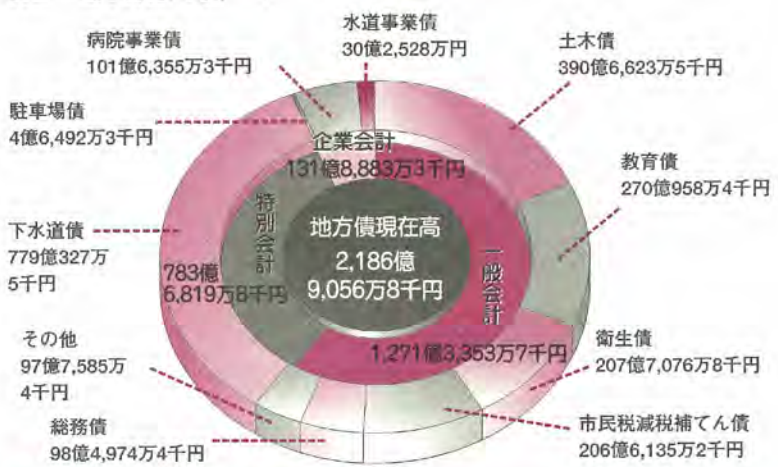 水道事業債
30億2,528万円
病院事業債
101億6,355万3千円
土木債
390億6,623万5千円
駐車場債
4億6,492万3千円
企業会計
131億8,883万3千円
教育債
270億958万4千円
特別会計
地方債現在高
2,186億
9,056万8千円
一般会計
下水道債
779億327万
5千円
783億
6,819万8千円
1,271億3,353万7千円
その他
97億7,585万
4千円
衛生債
207億7,076万8千円
総務債
98億4,974万4千円
市民税減税補てん債
206億6,135万2千円